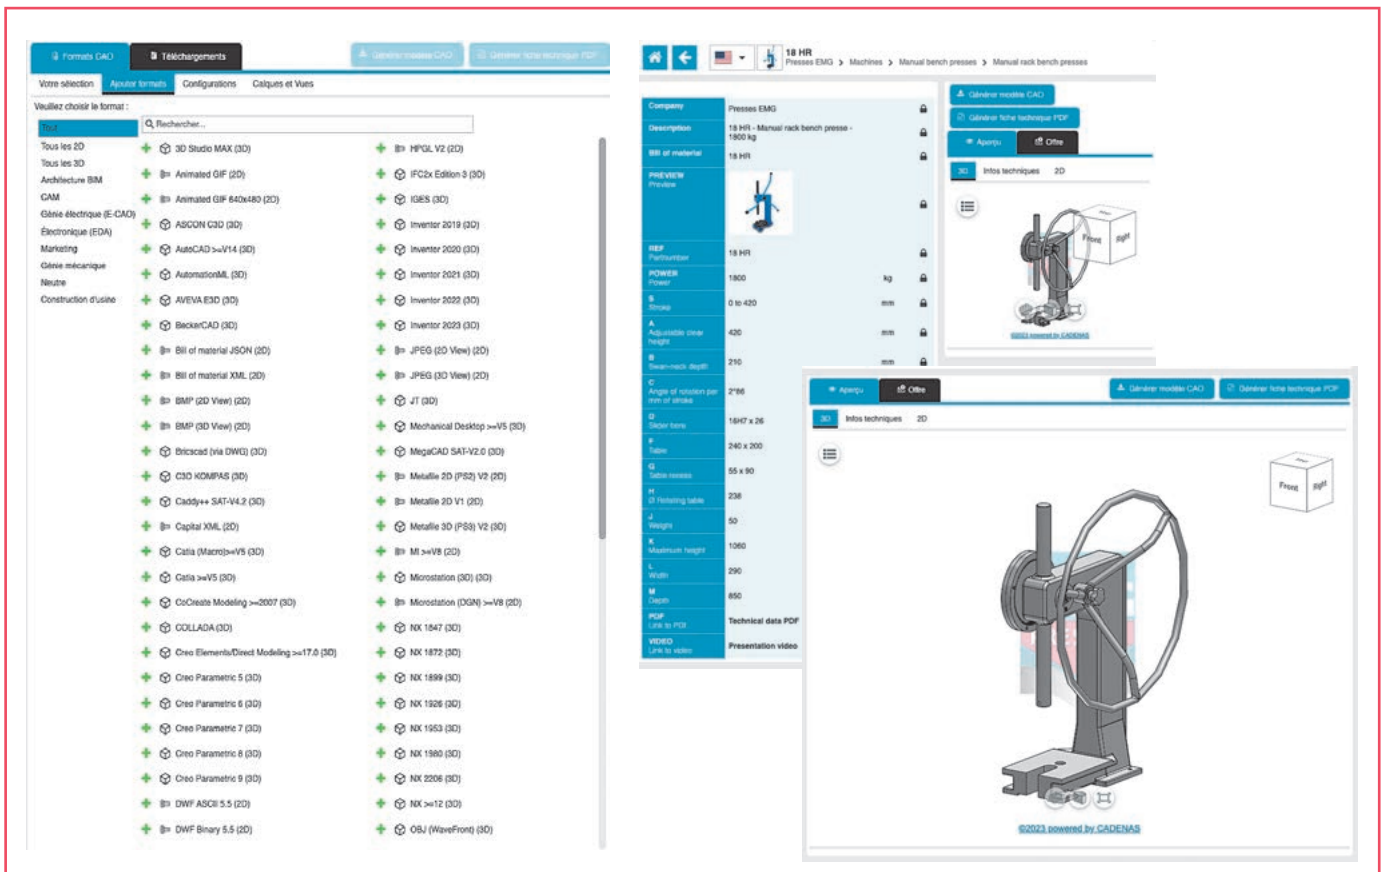 Formats CAO
Téléchargements
Générer modèle CAO
Générer fiche technique PDF
Votre sélection
Ajouter formats
Configurations
Calques et Vues
Veuillez choisir le format :
Tout
Tous les 2D
Tous les 3D
Architecture BIM
CAM
Génie électrique (E-CAO)
Électronique (EDA)
Marketing
Génie mécanique
Neutre
Construction d'usine
Rechercher...
3D Studio MAX (3D)
Animated GIF (2D)
Animated GIF 640x480 (2D)
ASCON C3D (3D)
AutoCAD >=V14 (3D)
AutomationML (3D)
AVEVA E3D (3D)
BeckerCAD (3D)
Bill of material JSON (2D)
Bill of material XML (2D)
BMP (2D View) (2D)
BMP (3D View) (2D)
Bricscad (via DWG) (3D)
C3D KOMPAS (3D)
Caddy++ SAT-V4.2 (3D)
Capital XML (2D)
Catia (Macro)>=V5 (3D)
Catia >=V5 (3D)
CoCreate Modeling >=2007 (3D)
COLLADA (3D)
Creo Elements/Direct Modeling >=17.0 (3D)
Creo Parametric 5 (3D)
Creo Parametric 6 (3D)
Creo Parametric 7 (3D)
Creo Parametric 8 (3D)
Creo Parametric 9 (3D)
DWF ASCII 5.5 (2D)
DWF Binary 5.5 (2D)
HPGL V2 (2D)
IFC2x Edition 3 (3D)
IGES (3D)
Inventor 2019 (3D)
Inventor 2020 (3D)
Inventor 2021 (3D)
Inventor 2022 (3D)
Inventor 2023 (3D)
JPEG (2D View) (2D)
JPEG (3D View) (2D)
JT (3D)
Mechanical Desktop >=V5 (3D)
MegaCAD SAT-V2.0 (3D)
Metafile 2D (PS2) V2 (2D)
Metafile 2D V1 (2D)
Metafile 3D (PS3) V2 (3D)
MI >=V8 (2D)
Microstation (3D) (3D)
Microstation (DGN) >=V8 (2D)
NX 1847 (3D)
NX 1872 (3D)
NX 1899 (3D)
NX 1926 (3D)
NX 1953 (3D)
NX 1980 (3D)
NX 2206 (3D)
NX >=12 (3D)
OBJ (WaveFront) (3D)
18 HR
Presses EMG > Machines > Manual bench presses > Manual rack bench presses
Company
Presses EMG
Description
18 HR - Manual rack bench presse -
1800 kg
Bill of material
18 HR
PREVIEW
Preview
REF
Partnumber
18 HR
POWER
Power
1800
kg
S
Stroke
0 to 420
mm
A
Adjustable clear
height
420
mm
B
Swan-neck depth
210
mm
C
Angle of rotation per
mm of stroke
2°86
D
Slider bore
16H7 x 26
F
Table
240 x 200
G
Table recess
55 x 90
H
Ø Rotating table
238
J
Weight
50
K
Maximum height
1060
L
Width
290
M
Depth
850
PDF
Link to PDF
Technical data PDF
VIDEO
Link to video
Presentation video
Générer modèle CAO
Générer fiche technique PDF
Aperçu
Offre
3D
Infos techniques
2D
Front
Right
©2023 powered by CADENAS
Aperçu
Offre
Générer modèle CAO
Générer fiche technique PDF
3D
Infos techniques
2D
Front
Right
©2023 powered by CADENAS